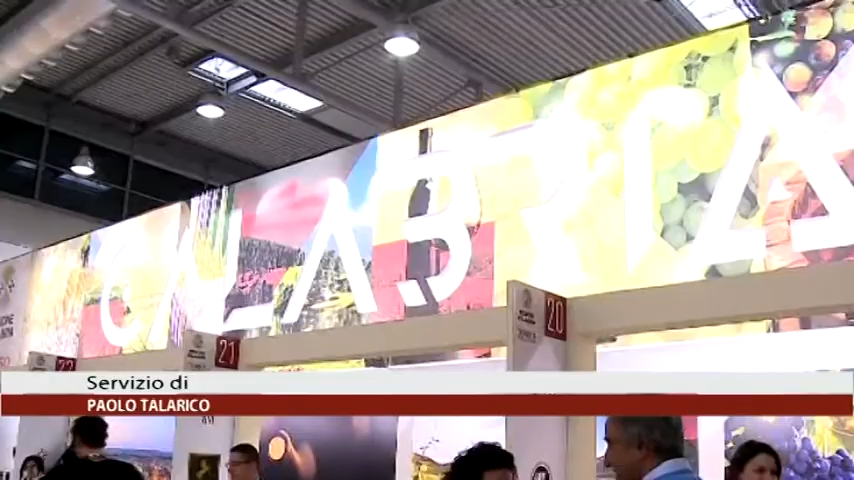 CALABRIA
20
21
22
Servizio di
PAOLO TALARICO